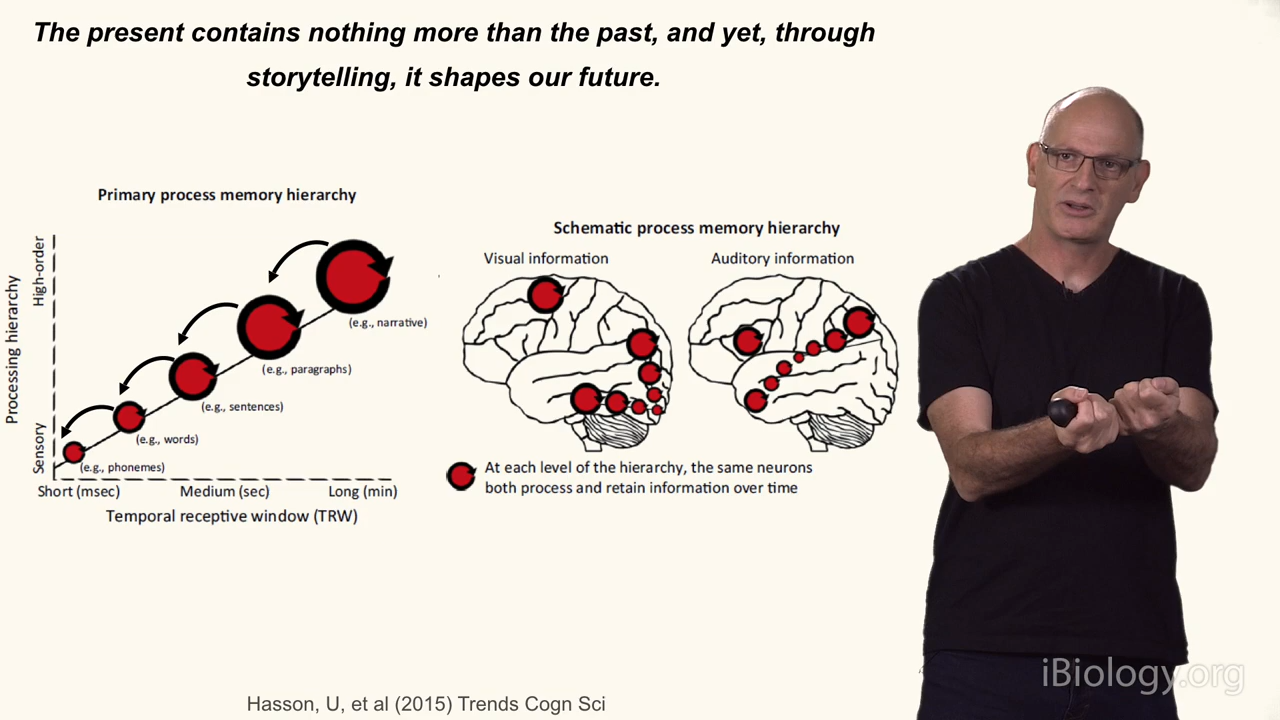 The present contains nothing more than the past, and yet, through
storytelling, it shapes our future.
Primary process memory hierarchy
Processing hierarchy
High-order
Sensory
(e.g., narrative)
(e.g., paragraphs)
(e.g., sentences)
(e.g., words)
(e.g., phonemes)
Short (msec)
Medium (sec)
Long (min)
Temporal receptive window (TRW)
Schematic process memory hierarchy
Visual information
Auditory information
At each level of the hierarchy, the same neurons
both process and retain information over time
Hasson, U, et al (2015) Trends Cogn Sci
iBiology.org